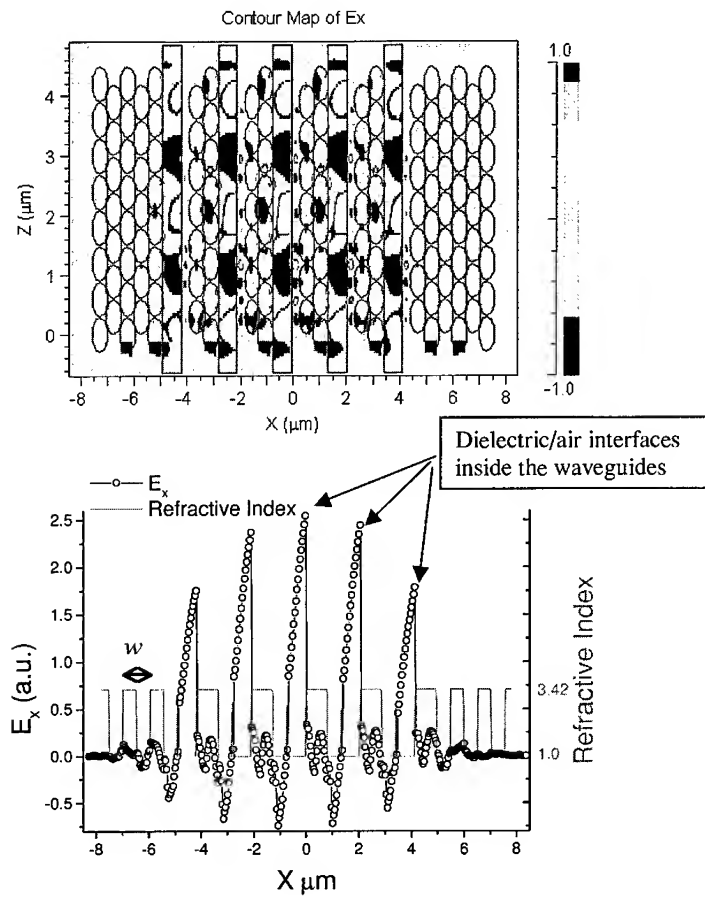 Contour Map of Ex
1.0
-1.0
4
3
2
1
0
Z (μm)
-8 -6 -4 -2 0 2 4 6 8
X (μm)
Dielectric/air interfaces
inside the waveguides
Ex
Refractive Index
2.5
2.0
1.5
1.0
0.5
0.0
-0.5
Ex (a.u.)
w
3.42
1.0
Refractive Index
-8 -6 -4 -2 0 2 4 6 8
X μm